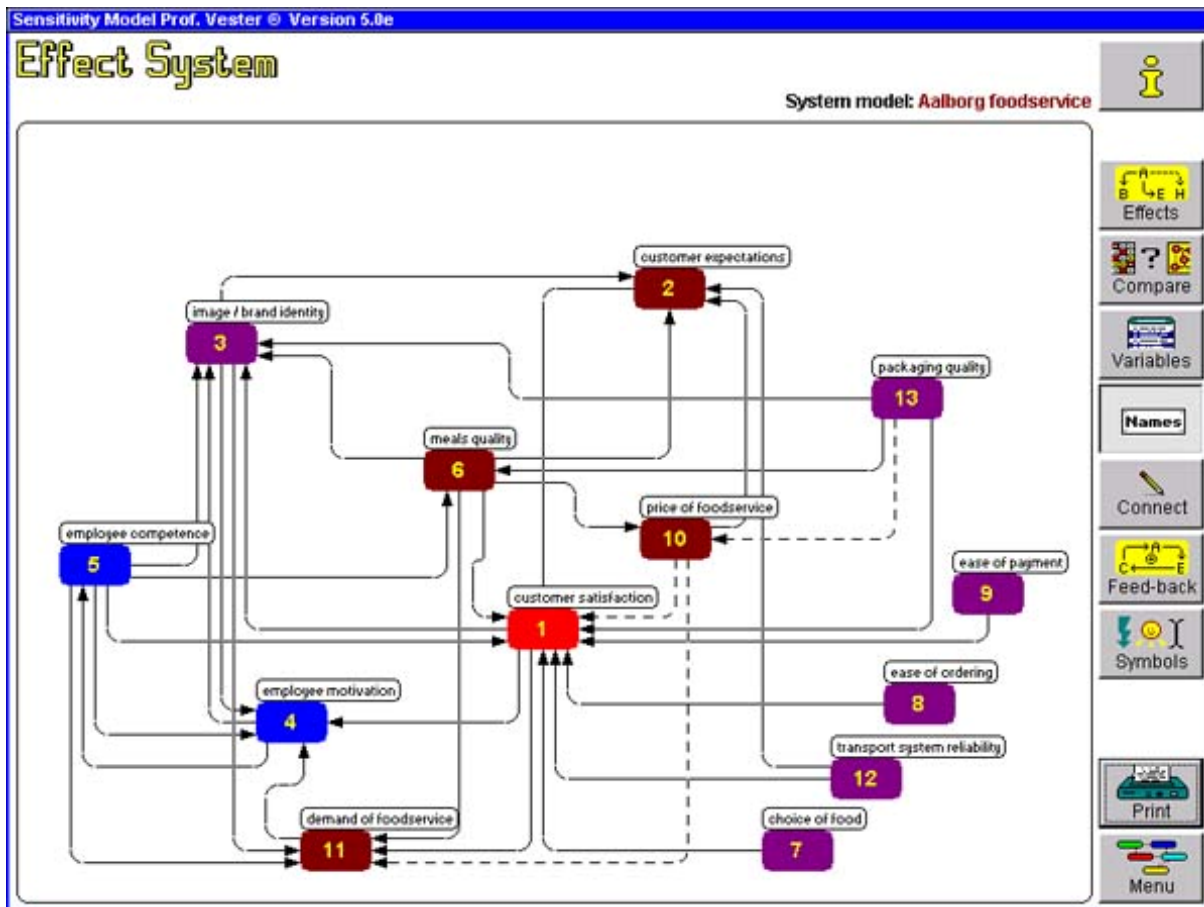 Sensitivity Model Prof. Vester ® Version 5.0e
Effect System
System model: Aalborg foodservice
customer expectations
2
image / brand identity
3
packaging quality
13
meals quality
6
price of foodservice
10
employee competence
5
ease of payment
9
customer satisfaction
1
ease of ordering
8
employee motivation
4
transport system reliability
12
demand of foodservice
11
choice of food
7
i
A
B E H
Effects
?
Compare
Variables
Names
Connect
A
C E
Feed-back
Symbols
Print
Menu